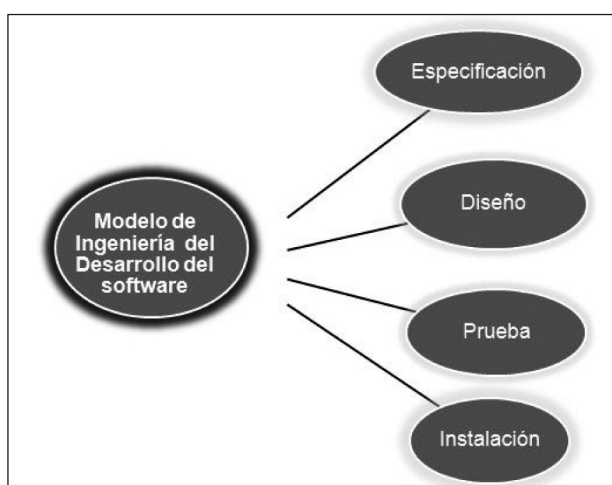 Modelo de
Ingeniería del
Desarrollo del
software
Especificación
Diseño
Prueba
Instalación